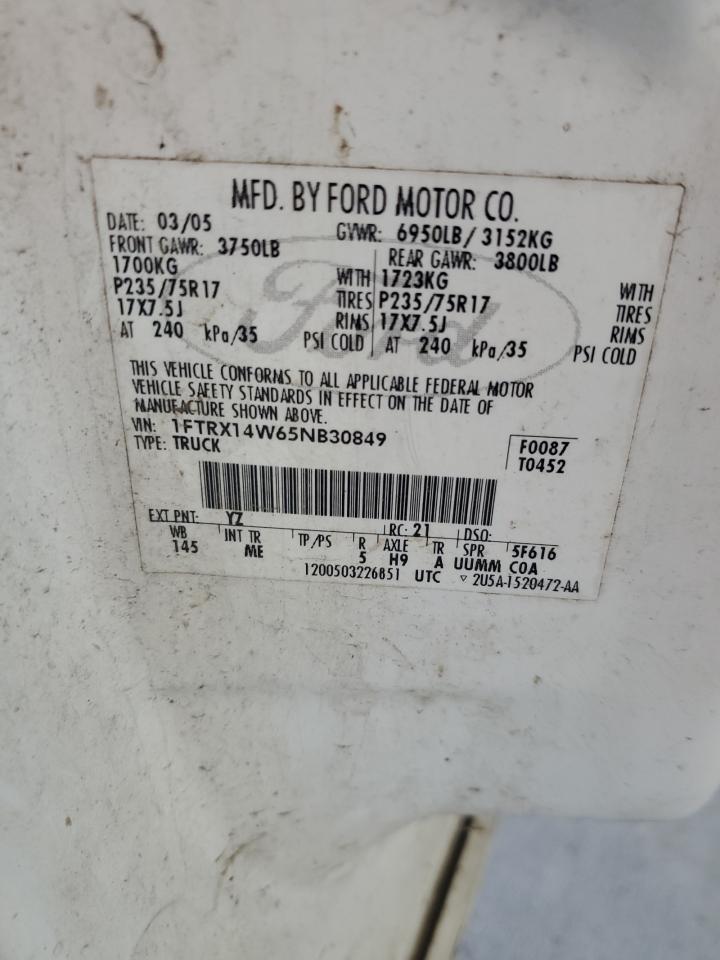 MFD. BY FORD MOTOR CO.
DATE: 03/05 GVWR: 6950LB/ 3152KG
FRONT GAWR: 3750LB REAR GAWR: 3800LB
1700KG WITH 1723KG WITH
P235/75R17 TIRES P235/75R17 TIRES
17X7.5J RIMS 17X7.5J RIMS
AT 240 kPa/35 PSI COLD AT 240 kPa/35 PSI COLD
THIS VEHICLE CONFORMS TO ALL APPLICABLE FEDERAL MOTOR
VEHICLE SAFETY STANDARDS IN EFFECT ON THE DATE OF
MANUFACTURE SHOWN ABOVE.
VIN: 1FTRX14W65NB30849 F0087
TYPE: TRUCK T0452
EXT PNT: YZ RC: 21 DSO:
WB INT TR TP/PS R AXLE TR SPR 5F616
145 ME 5 H9 A UUMM COA
1200503226851 UTC ▽ 2U5A-1520472-AA
Ford